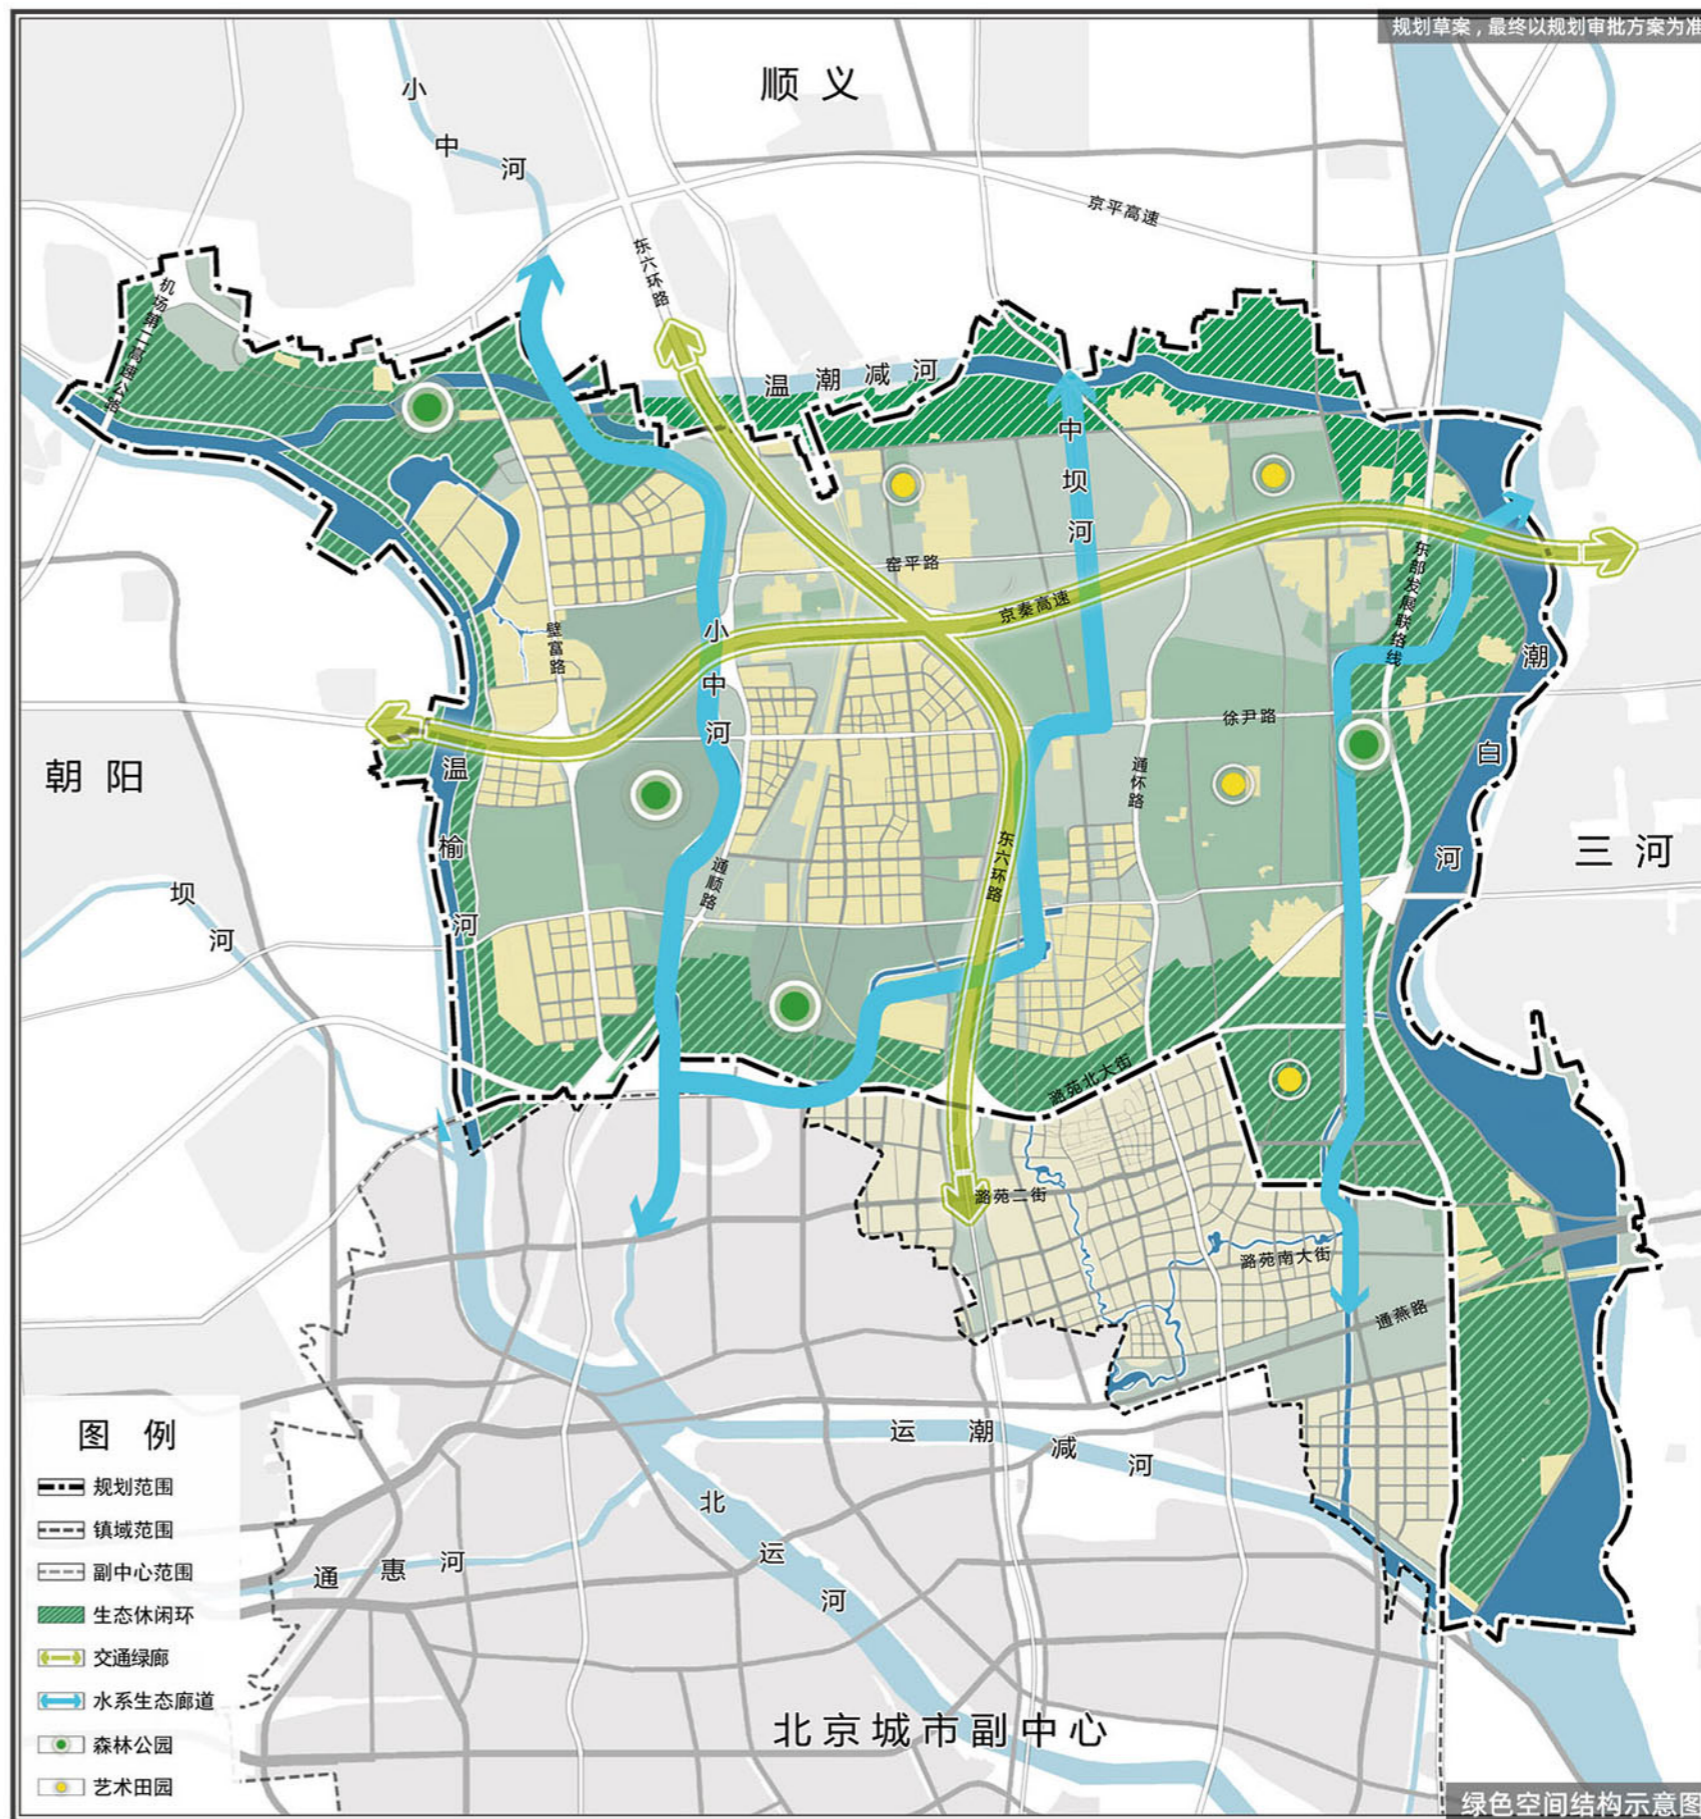 规划草案，最终以规划审批方案为准
顺义
小中河
京平高速
东六环路
机场第二高速公路
温潮减河
中坝河
窑平路
京秦高速
东部发展联络线
壁富路
小中河
潮白河
徐尹路
朝阳
温榆河
通怀路
三河
坝河
通顺路
东六环路
潞苑北大街
潞苑二街
潞苑南大街
通燕路
运潮减河
北运河
通惠河
北京城市副中心
图例
规划范围
镇域范围
副中心范围
生态休闲环
交通绿廊
水系生态廊道
森林公园
艺术田园
绿色空间结构示意图